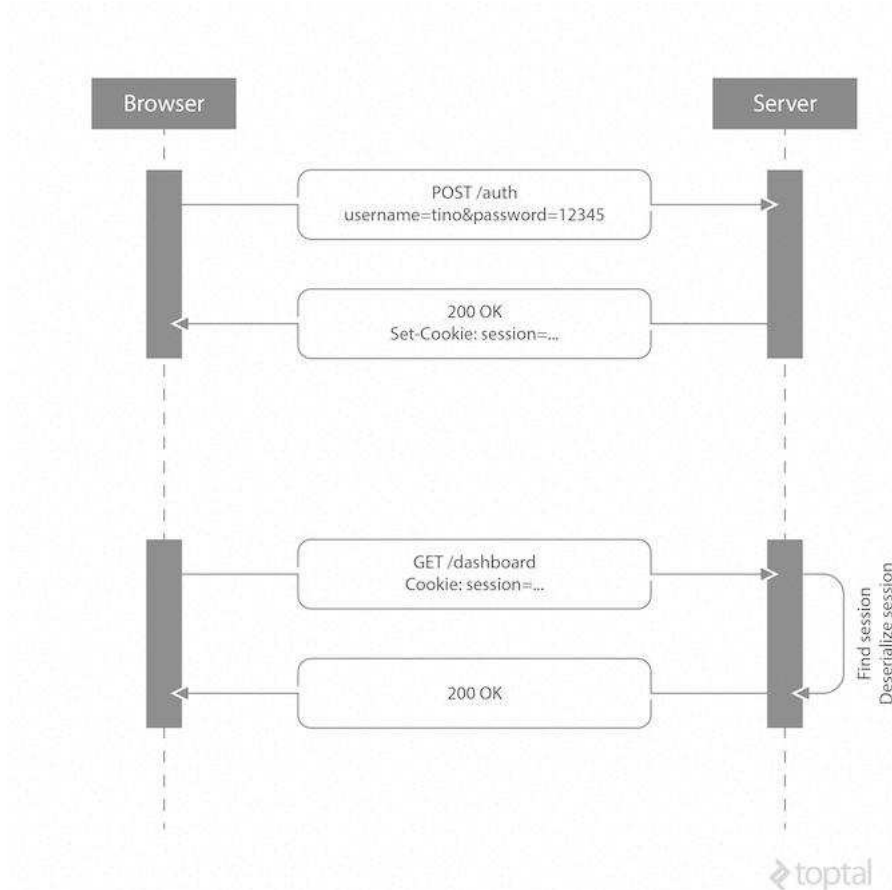 Browser
Server
POST /auth
username=tino&password=12345
200 OK
Set-Cookie: session=...
GET /dashboard
Cookie: session=...
Find session
Deserialize session
200 OK
toptal